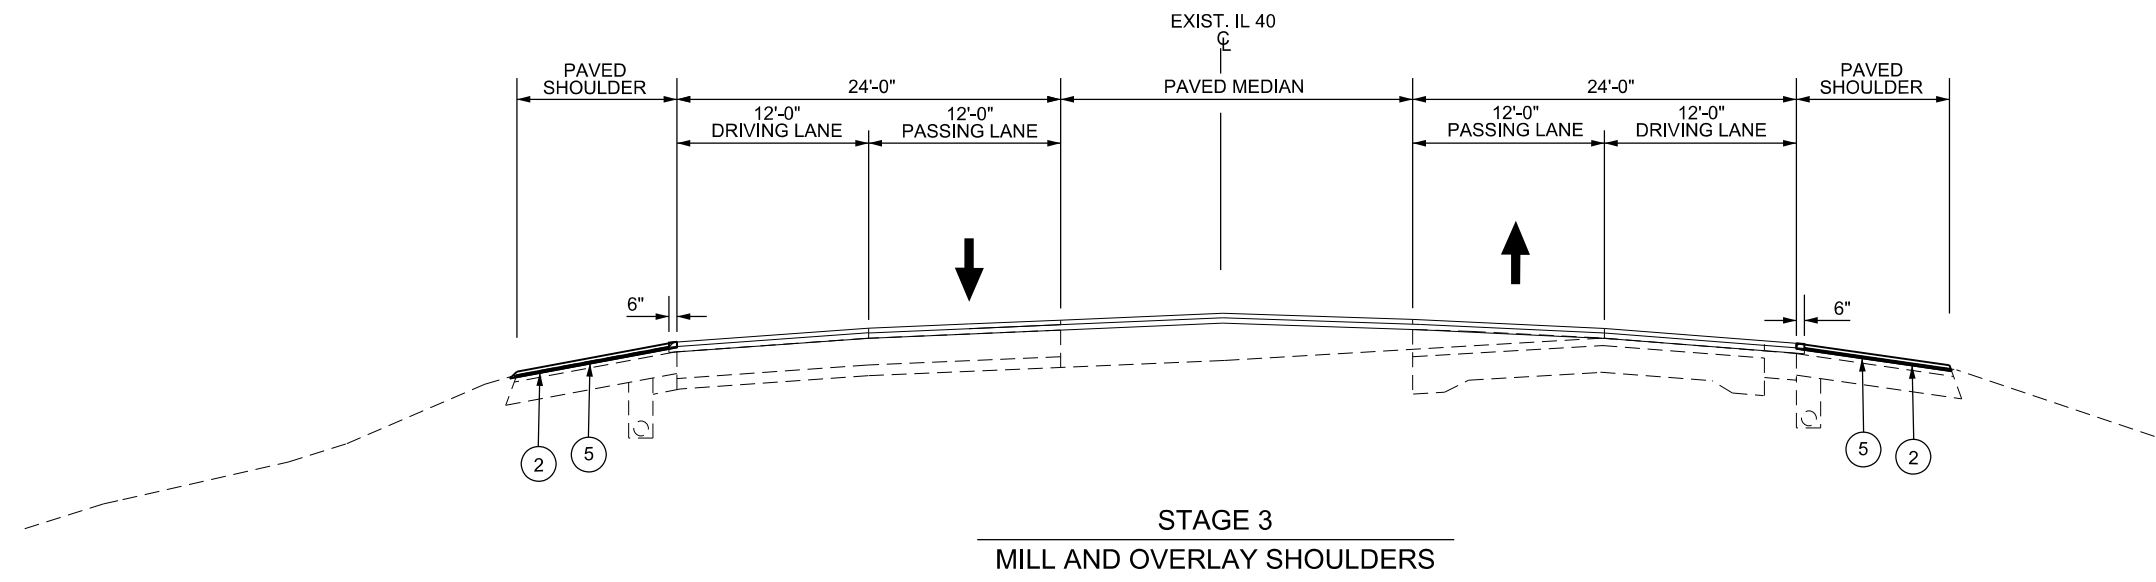 EXIST. IL 40
℄
PAVED
SHOULDER
24'-0"
PAVED MEDIAN
24'-0"
PAVED
SHOULDER
12'-0"
DRIVING LANE
12'-0"
PASSING LANE
12'-0"
PASSING LANE
12'-0"
DRIVING LANE
6"
6"
2
5
5
2
STAGE 3
MILL AND OVERLAY SHOULDERS